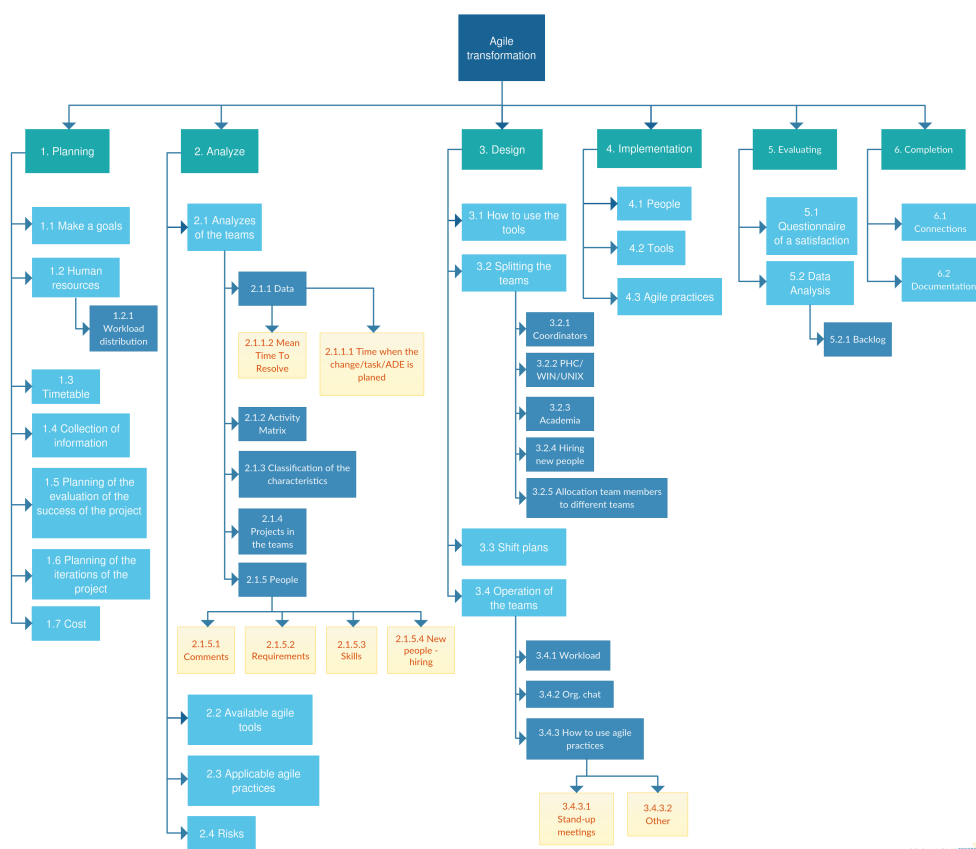 Agile
transformation
1. Planning
2. Analyze
3. Design
4. Implementation
5. Evaluating
6. Completion
1.1 Make a goals
1.2 Human
resources
1.2.1
Workload
distribution
1.3
Timetable
1.4 Collection of
information
1.5 Planning of the
evaluation of the
success of the project
1.6 Planning of the
iterations of the
project
1.7 Cost
2.1 Analyzes
of the teams
2.1.1 Data
2.1.1.2 Mean
Time To
Resolve
2.1.1.1 Time when the
change/task/ADE is
planed
2.1.2 Activity
Matrix
2.1.3 Classification of the
characteristics
2.1.4
Projects in
the teams
2.1.5 People
2.1.5.1
Comments
2.1.5.2
Requirements
2.1.5.3
Skills
2.1.5.4 New
people -
hiring
2.2 Available agile
tools
2.3 Applicable agile
practices
2.4 Risks
3.1 How to use the
tools
3.2 Splitting the
teams
3.2.1
Coordinators
3.2.2 PHC/
WIN/UNIX
3.2.3
Academia
3.2.4 Hiring
new people
3.2.5 Allocation team members
to different teams
3.3 Shift plans
3.4 Operation of
the teams
3.4.1 Workload
3.4.2 Org. chat
3.4.3 How to use agile
practices
3.4.3.1
Stand-up
meetings
3.4.3.2
Other
4.1 People
4.2 Tools
4.3 Agile practices
5.1
Questionnaire
of a satisfaction
5.2 Data
Analysis
5.2.1 Backlog
6.1
Connections
6.2
Documentation